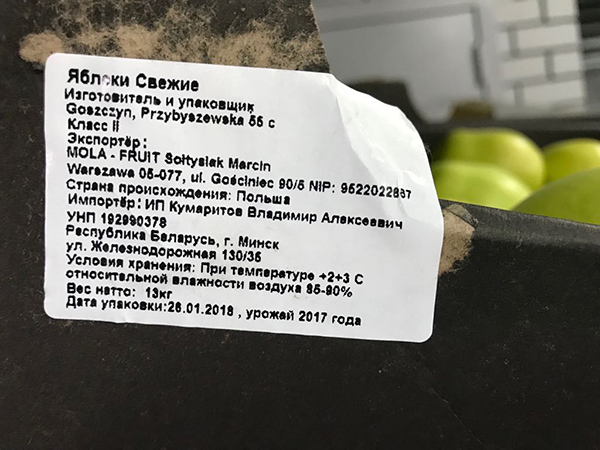 Яблоки Свежие
Изготовитель и упаковщик
Goszczyn, Przybyszewska 55 c
Класс II
Экспортёр:
MOLA - FRUIT Sołtysiak Marcin
Warszawa 05-077, ul. Gościniec 90/5 NIP: 9522022887
Страна происхождения: Польша
Импортёр: ИП Кумаритов Владимир Алексеевич
УНП 192990378
Республика Беларусь, г. Минск
ул. Железнодорожная 130/35
Условия хранения: При температуре +2+3 С
относительной влажности воздуха 85-90%
Вес нетто: 13кг
Дата упаковки:26.01.2018 , урожай 2017 года